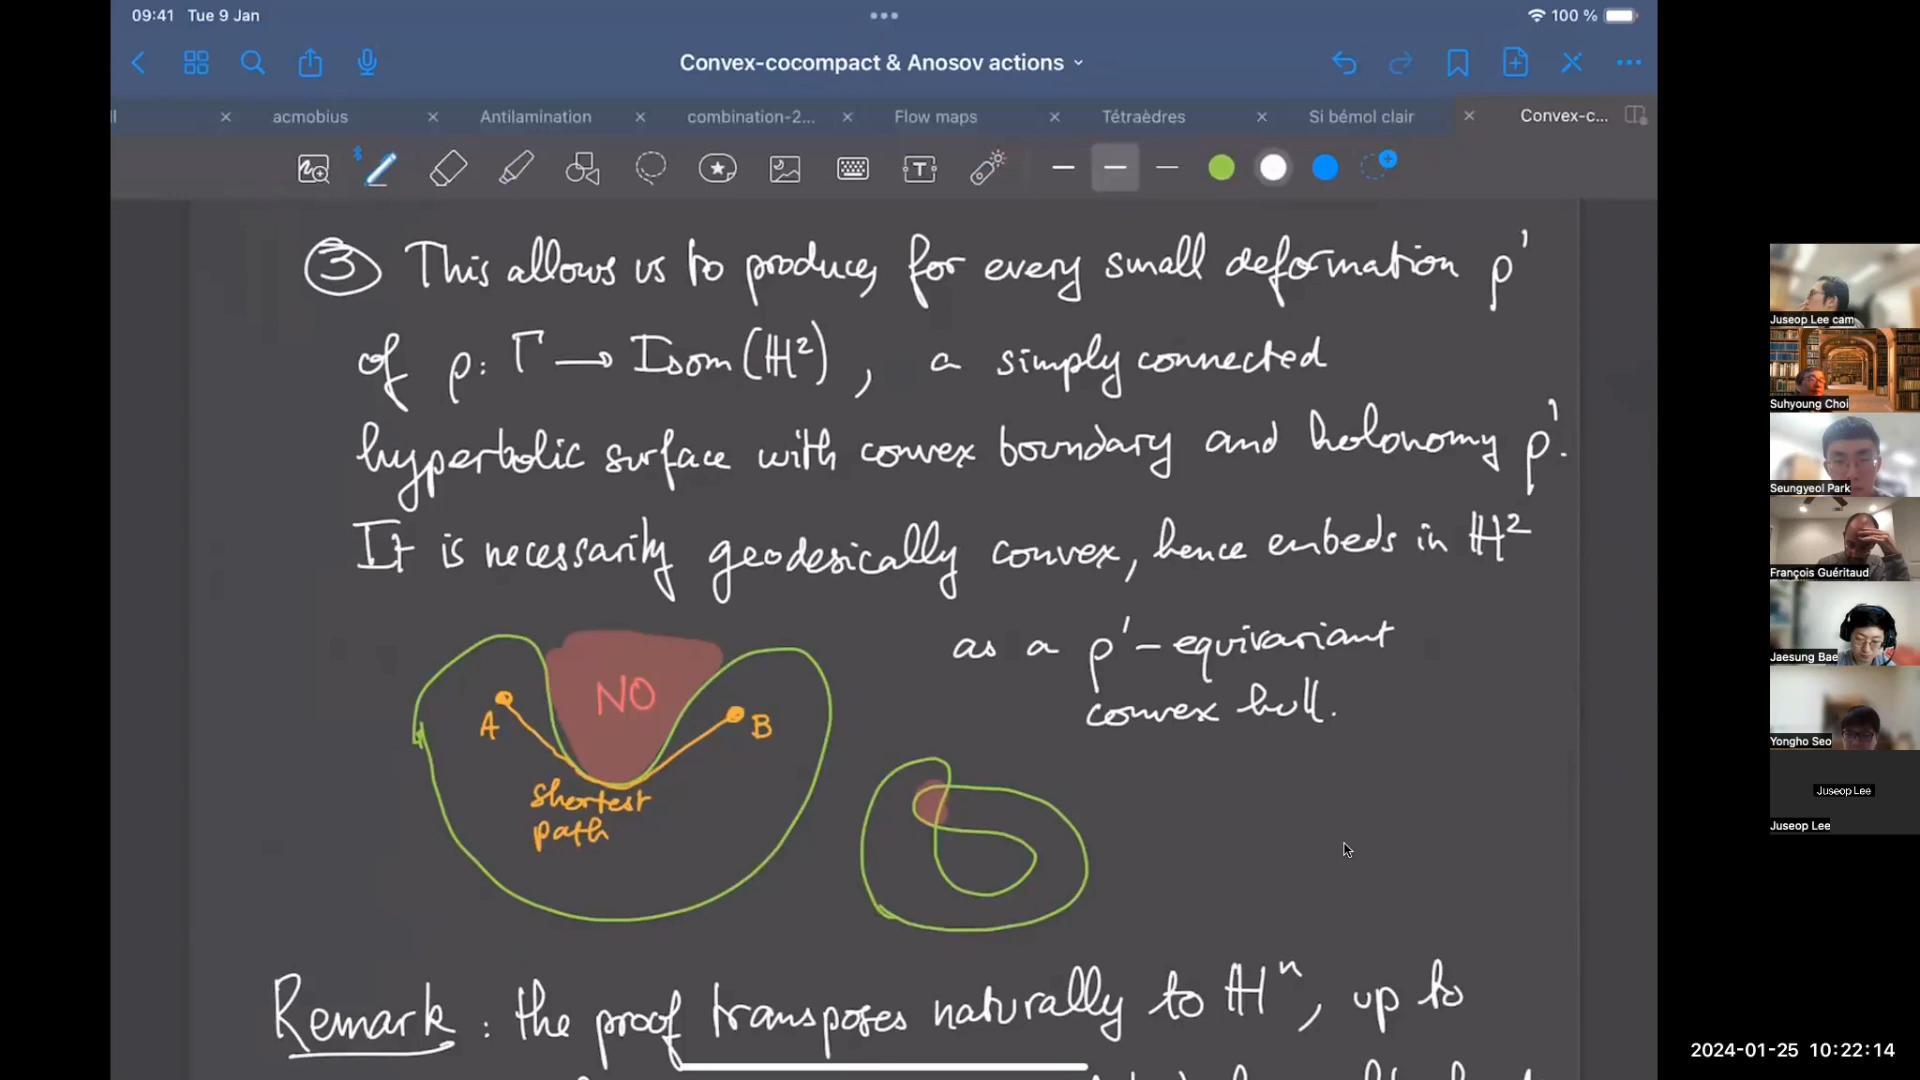 09:41 Tue 9 Jan
100 %
Convex-cocompact & Anosov actions
acmobius
Antilamination
combination-2...
Flow maps
Tétraèdres
Si bémol clair
Convex-c...
③ This allows us to produce, for every small deformation ρ'
of ρ: Γ → Isom(ℍ²), a simply connected
hyperbolic surface with convex boundary and holonomy ρ'.
It is necessarily geodesically convex, hence embeds in ℍ²
as a ρ'-equivariant
convex hull.
NO
A
B
shortest
path
Remark: the proof transposes naturally to ℍⁿ, up to
Juseop Lee cam
Suhyoung Choi
Seungyeol Park
François Guéritaud
Jaesung Bae
Yongho Seo
Juseop Lee
Juseop Lee
2024-01-25 10:22:14